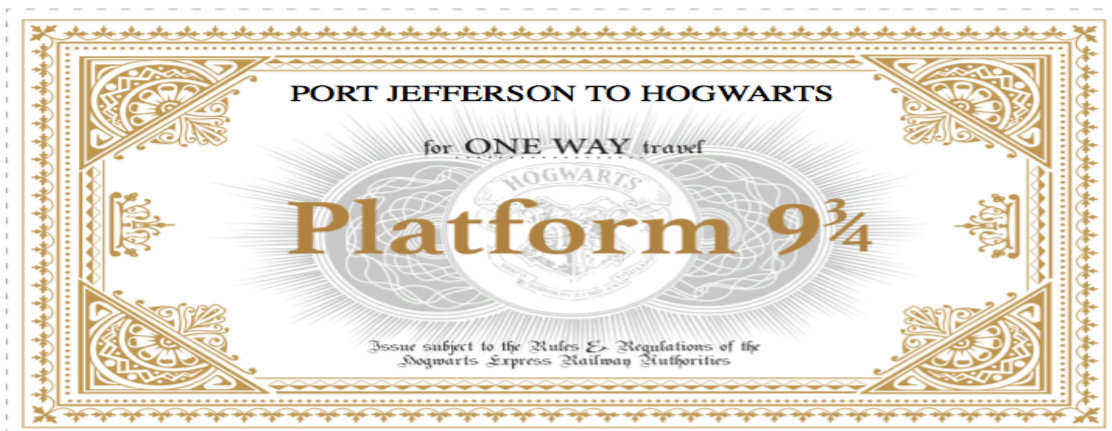 PORT JEFFERSON TO HOGWARTS
for ONE WAY travel
HOGWARTS
Platform 9¾
Issue subject to the Rules & Regulations of the
Hogwarts Express Railway Authorities